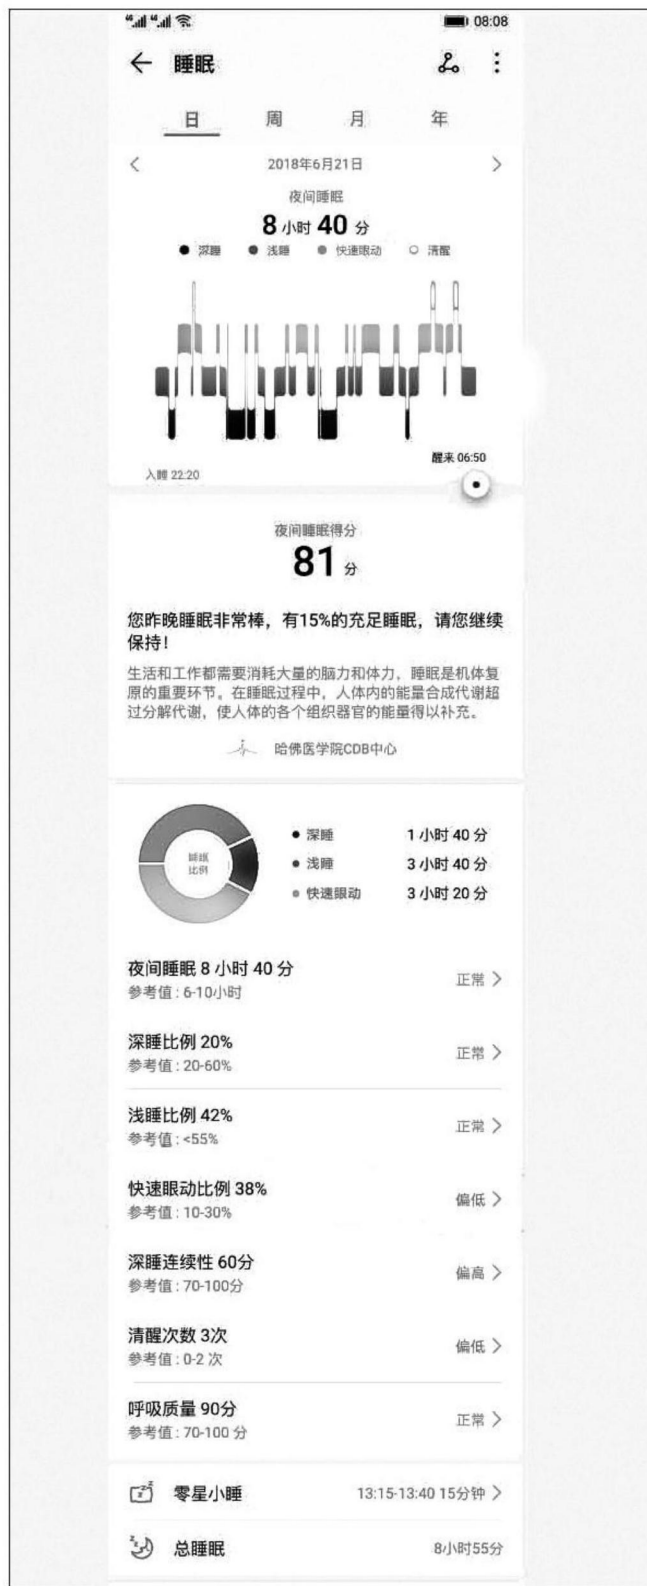 08:08
睡眠
日 周 月 年
2018年6月21日
夜间睡眠
8 小时 40 分
深睡 浅睡 快速眼动 清醒
醒来 06:50
入睡 22:20
夜间睡眠得分
81 分
您昨晚睡眠非常棒，有15%的充足睡眠，请您继续
保持！
生活和工作都需要消耗大量的脑力和体力，睡眠是机体复
原的重要环节。在睡眠过程中，人体内的能量合成代谢超
过分解代谢，使人体的各个组织器官的能量得以补充。
哈佛医学院CDB中心
睡眠
比例
深睡 1 小时 40 分
浅睡 3 小时 40 分
快速眼动 3 小时 20 分
夜间睡眠 8 小时 40 分
正常
参考值 : 6-10小时
深睡比例 20%
正常
参考值 : 20-60%
浅睡比例 42%
正常
参考值 : <55%
快速眼动比例 38%
偏低
参考值 : 10-30%
深睡连续性 60分
偏高
参考值 : 70-100分
清醒次数 3次
偏低
参考值 : 0-2 次
呼吸质量 90分
正常
参考值 : 70-100 分
零星小睡 13:15-13:40 15分钟
总睡眠 8小时55分